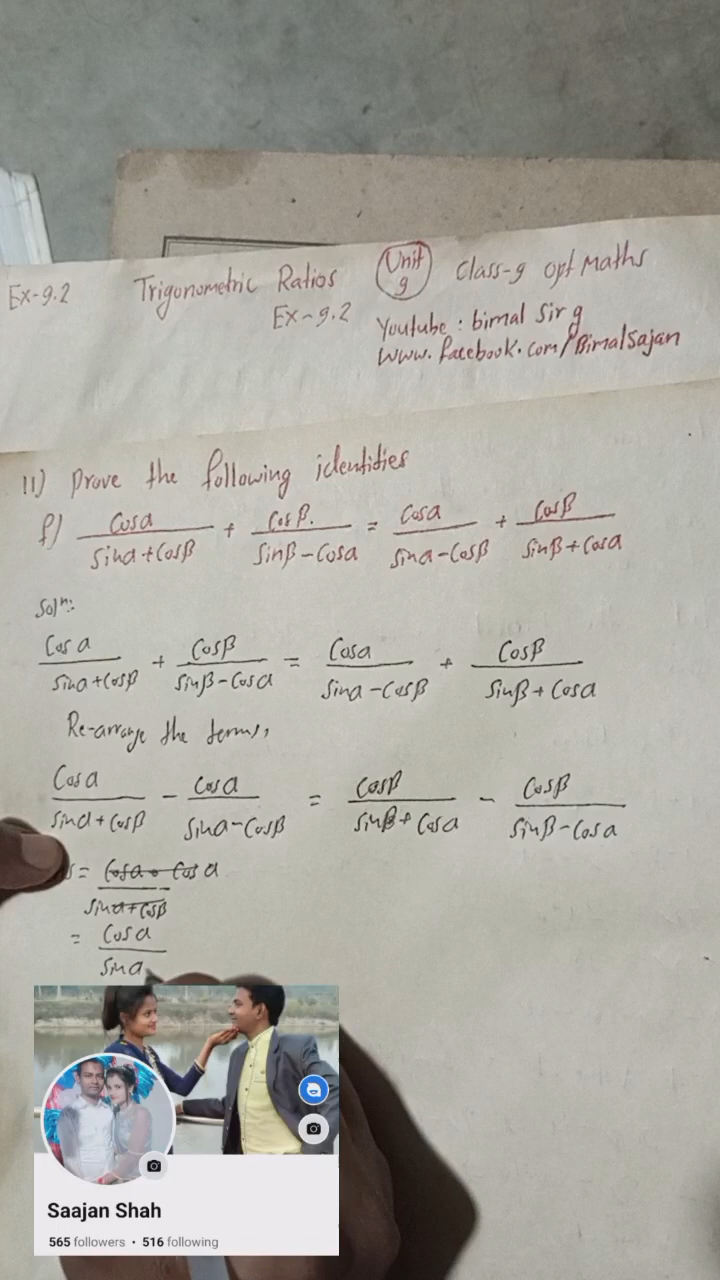 Ex-9.2 Trigonometric Ratios Unit 9 Class-9 opt Maths
Ex-9.2
Youtube : bimal Sir g
www.facebook.com/Bimalsajan
11) Prove the following identities
f) Cosα/(Sinα+Cosβ) + Cosβ/(Sinβ-Cosα) = Cosα/(Sinα-Cosβ) + Cosβ/(Sinβ+Cosα)
Solⁿ:
Cosα/(Sinα+Cosβ) + Cosβ/(Sinβ-Cosα) = Cosα/(Sinα-Cosβ) + Cosβ/(Sinβ+Cosα)
Re-arrange the terms,
Cosα/(Sinα+Cosβ) - Cosα/(Sinα-Cosβ) = Cosβ/(Sinβ+Cosα) - Cosβ/(Sinβ-Cosα)
= Cosα/Sinα
Saajan Shah
565 followers • 516 following